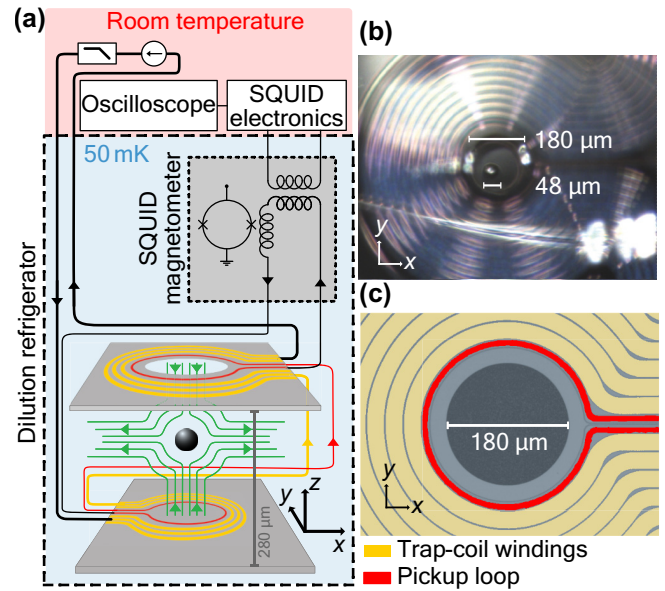 (a)
Room temperature
Oscilloscope
SQUID
electronics
50 mK
SQUID
magnetometer
Dilution refrigerator
280 µm
y
z
x
(b)
180 µm
48 µm
y
x
(c)
180 µm
y
x
Trap-coil windings
Pickup loop